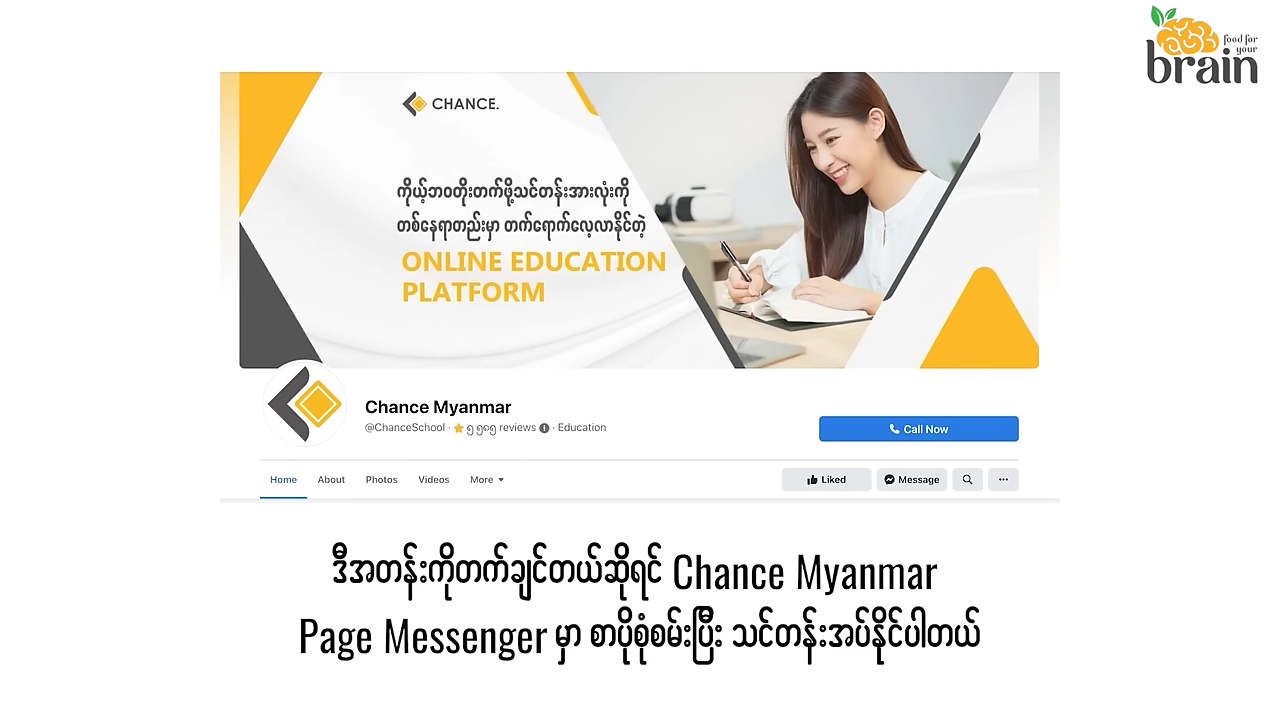 food for
your
brain
CHANCE.
ကိုယ့်ဘဝတိုးတက်ဖို့သင်တန်းအားလုံးကို
တစ်နေရာတည်းမှာ တက်ရောက်လေ့လာနိုင်တဲ့
ONLINE EDUCATION
PLATFORM
Chance Myanmar
@ChanceSchool · ၅ ၅၈၅ reviews · Education
Call Now
Home About Photos Videos More
Liked Message
ဒီအတန်းကိုတက်ချင်တယ်ဆိုရင် Chance Myanmar
Page Messenger မှာ စာပို့စုံစမ်းပြီး သင်တန်းအပ်နိုင်ပါတယ်